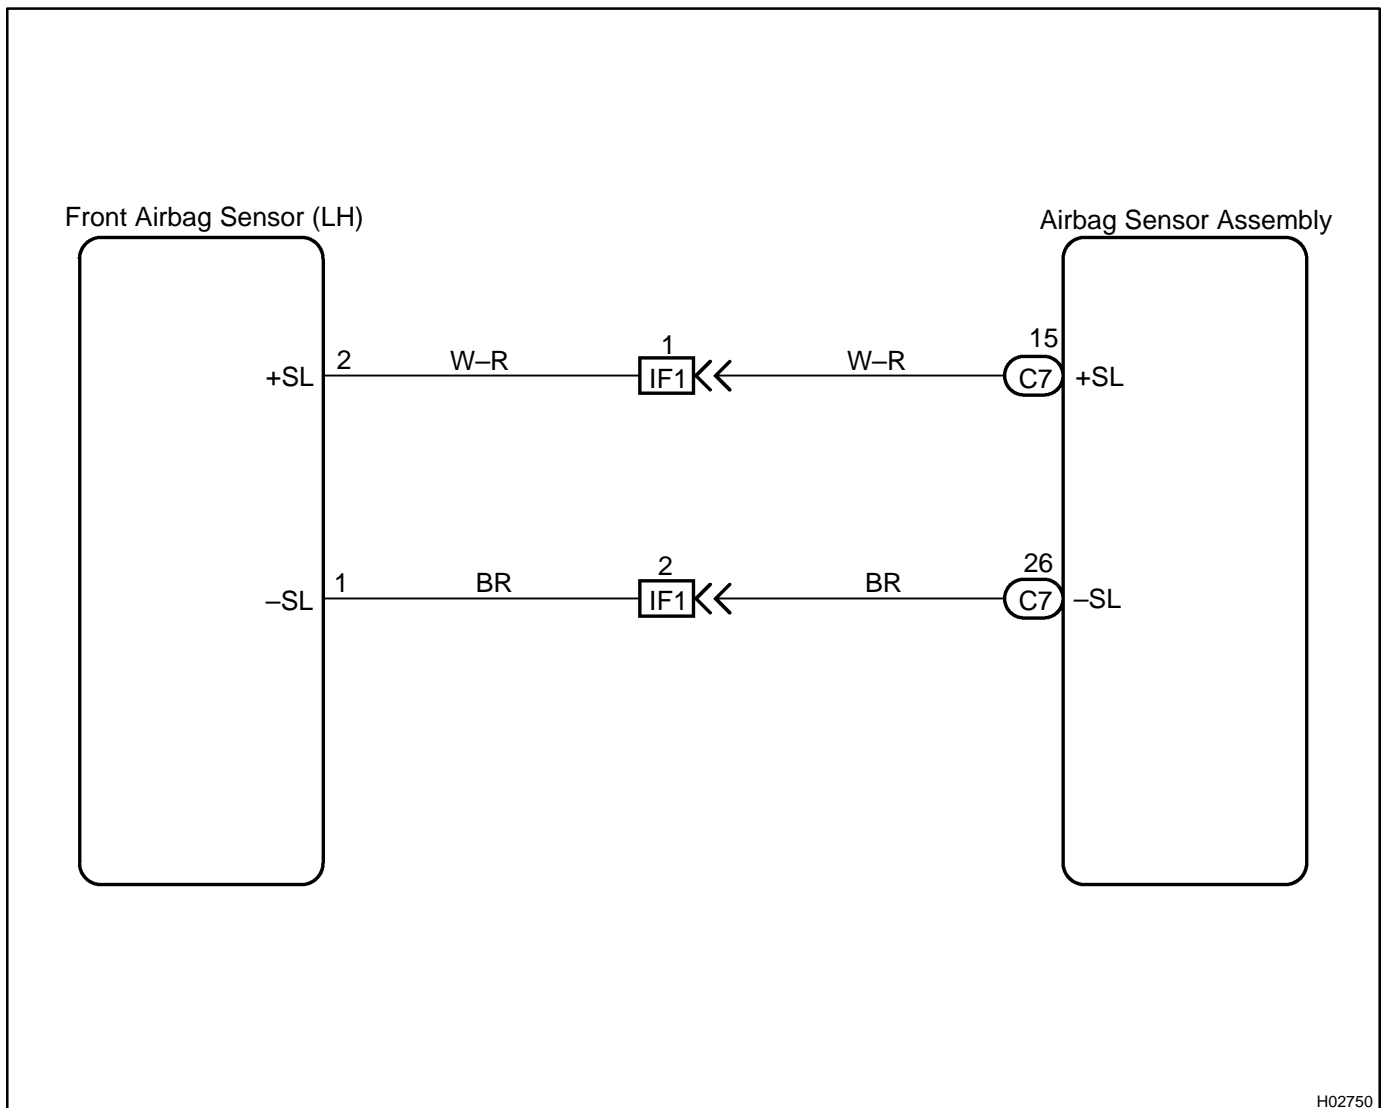 Front Airbag Sensor (LH)
Airbag Sensor Assembly
+SL
2
W–R
1
IF1
W–R
15
C7
+SL
–SL
1
BR
2
IF1
BR
26
C7
–SL
H02750